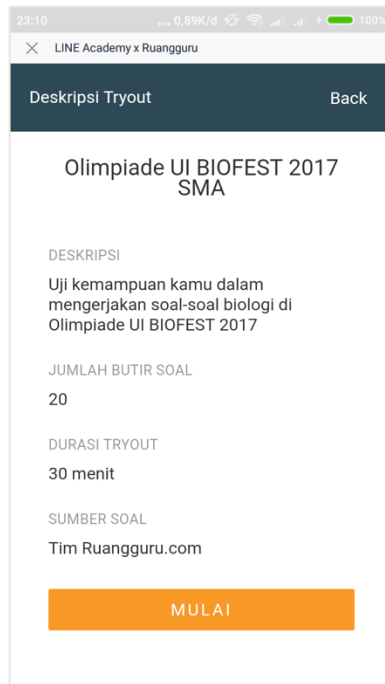 23:10 ... 0,89K/d 100%
LINE Academy x Ruangguru
Deskripsi Tryout Back
Olimpiade UI BIOFEST 2017
SMA
DESKRIPSI
Uji kemampuan kamu dalam
mengerjakan soal-soal biologi di
Olimpiade UI BIOFEST 2017
JUMLAH BUTIR SOAL
20
DURASI TRYOUT
30 menit
SUMBER SOAL
Tim Ruangguru.com
MULAI